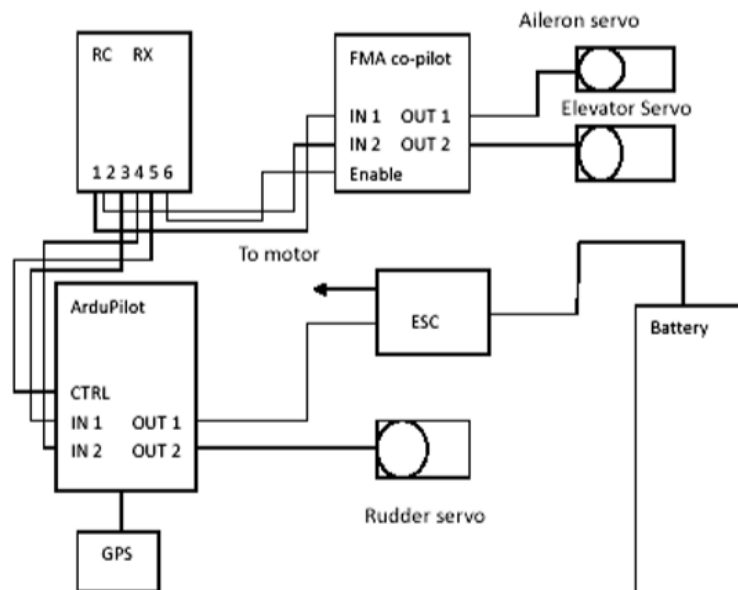 Aileron servo
RC RX
FMA co-pilot
Elevator Servo
IN 1 OUT 1
IN 2 OUT 2
1 2 3 4 5 6
Enable
To motor
ArduPilot
ESC
Battery
CTRL
IN 1 OUT 1
IN 2 OUT 2
Rudder servo
GPS